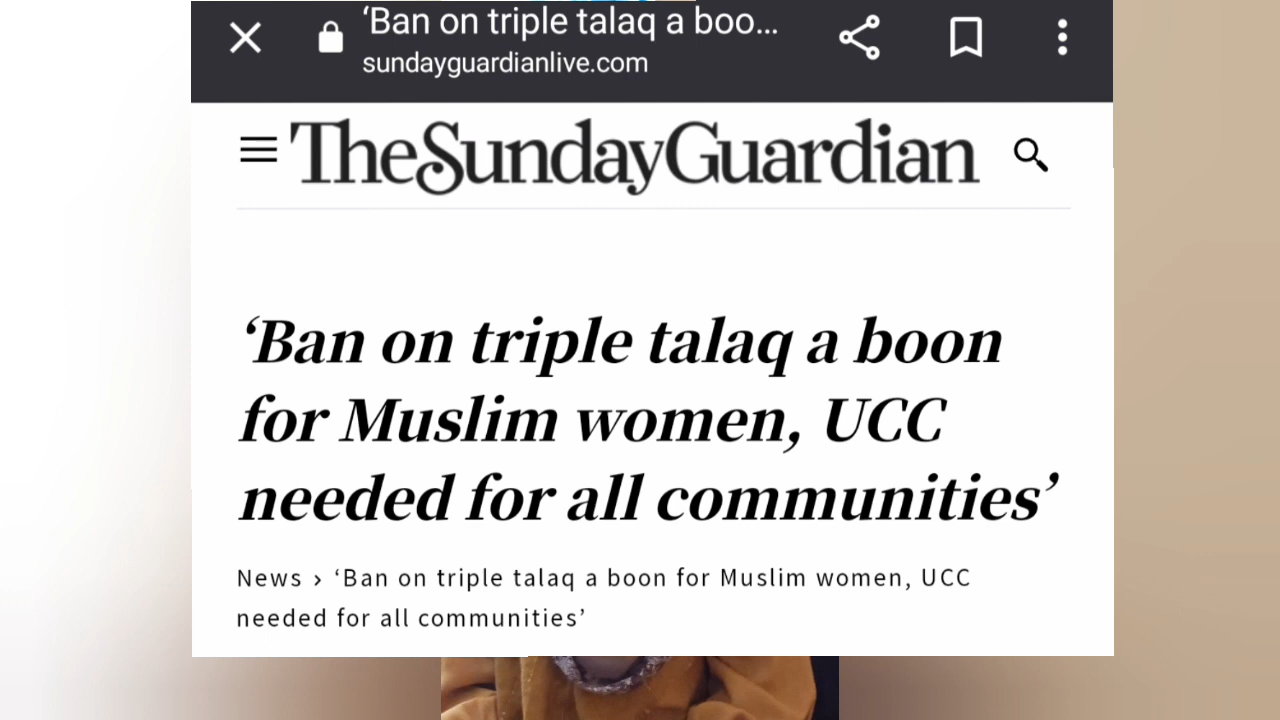 ‘Ban on triple talaq a boo...
sundayguardianlive.com
TheSundayGuardian
‘Ban on triple talaq a boon
for Muslim women, UCC
needed for all communities’
News › ‘Ban on triple talaq a boon for Muslim women, UCC
needed for all communities’